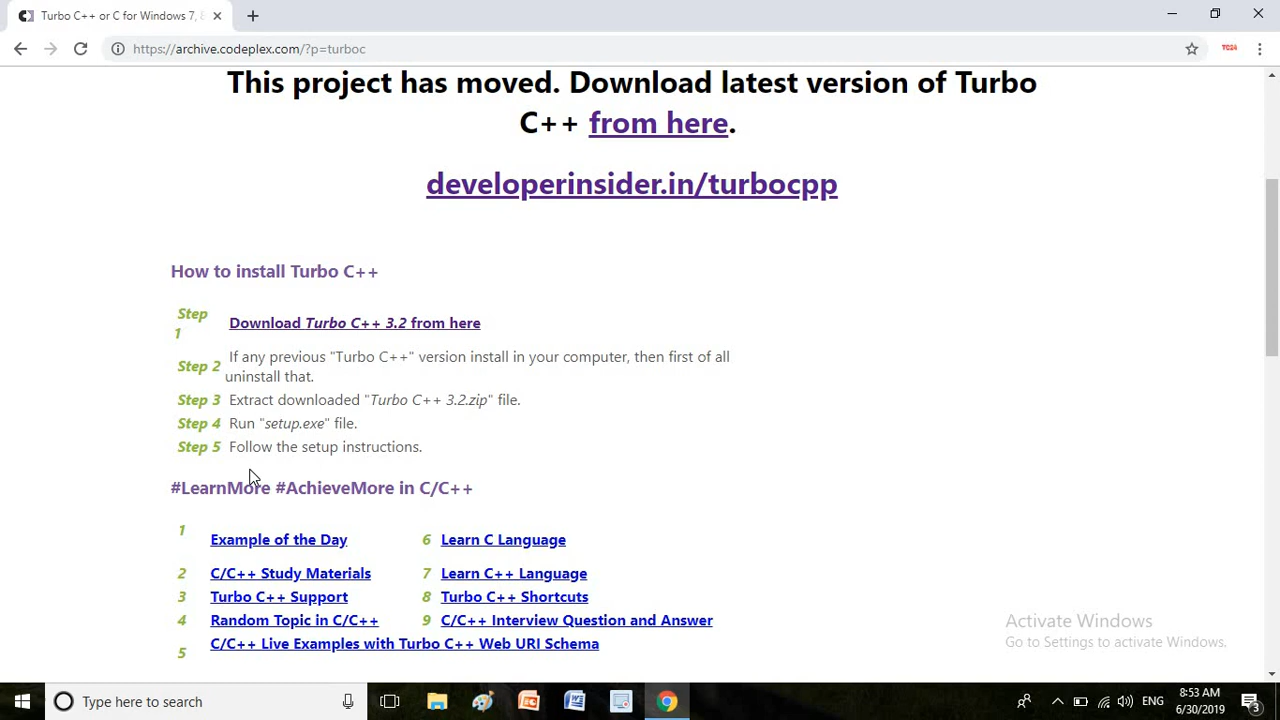 Turbo C++ or C for Windows 7, 8
https://archive.codeplex.com/?p=turboc
TC24
This project has moved. Download latest version of Turbo
C++ from here.
developerinsider.in/turbocpp
How to install Turbo C++
Step 1 Download Turbo C++ 3.2 from here
Step 2 If any previous "Turbo C++" version install in your computer, then first of all
uninstall that.
Step 3 Extract downloaded "Turbo C++ 3.2.zip" file.
Step 4 Run "setup.exe" file.
Step 5 Follow the setup instructions.
#LearnMore #AchieveMore in C/C++
1 Example of the Day 6 Learn C Language
2 C/C++ Study Materials 7 Learn C++ Language
3 Turbo C++ Support 8 Turbo C++ Shortcuts
4 Random Topic in C/C++ 9 C/C++ Interview Question and Answer
5 C/C++ Live Examples with Turbo C++ Web URI Schema
Activate Windows
Go to Settings to activate Windows.
Type here to search
ENG
8:53 AM
6/30/2019
3